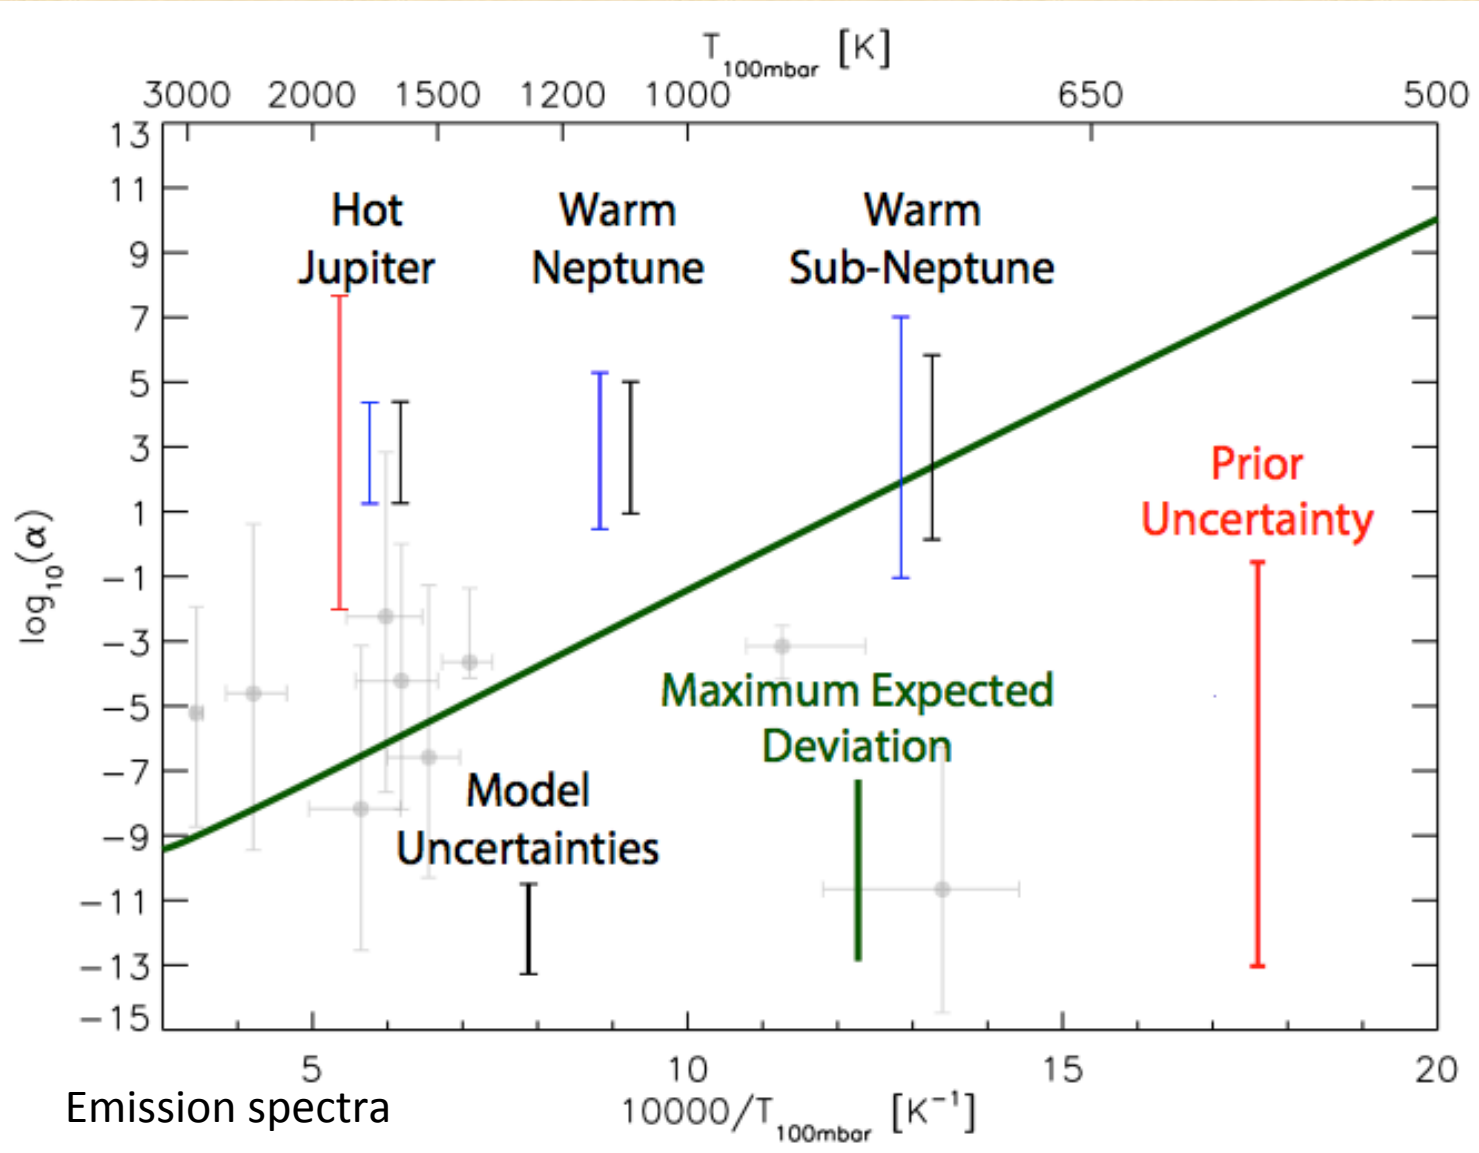 T100mbar [K]
3000 2000 1500 1200 1000 650 500
13
11
9
7
5
3
1
−1
−3
−5
−7
−9
−11
−13
−15
log10(α)
Hot
Jupiter
Warm
Neptune
Warm
Sub-Neptune
Prior
Uncertainty
Maximum Expected
Deviation
Model
Uncertainties
5 10 15 20
10000/T100mbar [K−1]
Emission spectra